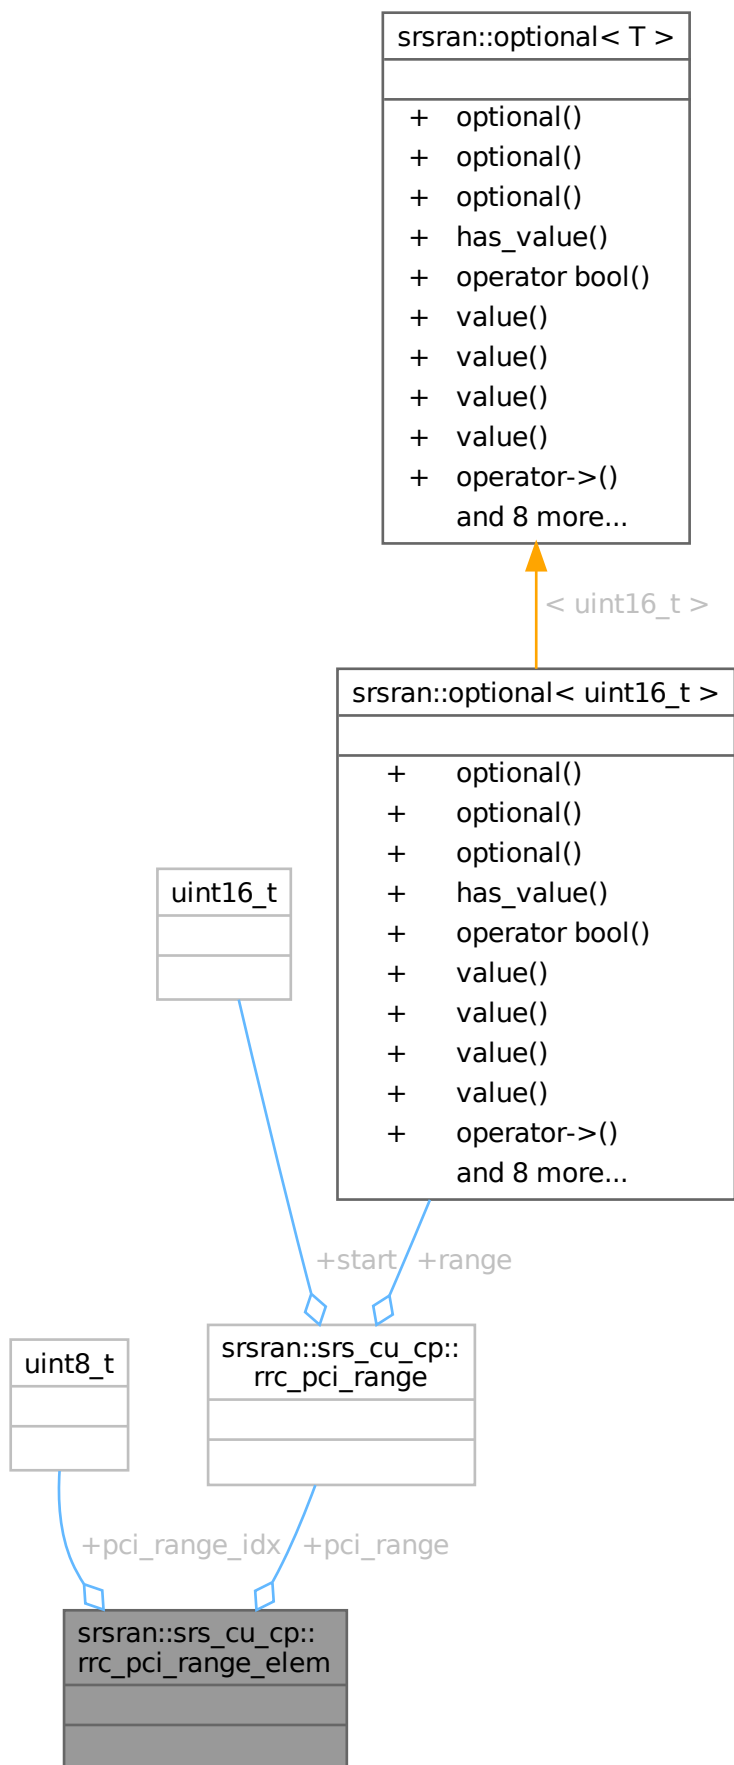 srsran::optional< T >
+ optional()
+ optional()
+ optional()
+ has_value()
+ operator bool()
+ value()
+ value()
+ value()
+ value()
+ operator->()
and 8 more...
< uint16_t >
srsran::optional< uint16_t >
+ optional()
+ optional()
+ optional()
+ has_value()
+ operator bool()
+ value()
+ value()
+ value()
+ value()
+ operator->()
and 8 more...
uint16_t
+start
+range
srsran::srs_cu_cp::
rrc_pci_range
uint8_t
+pci_range_idx
+pci_range
srsran::srs_cu_cp::
rrc_pci_range_elem